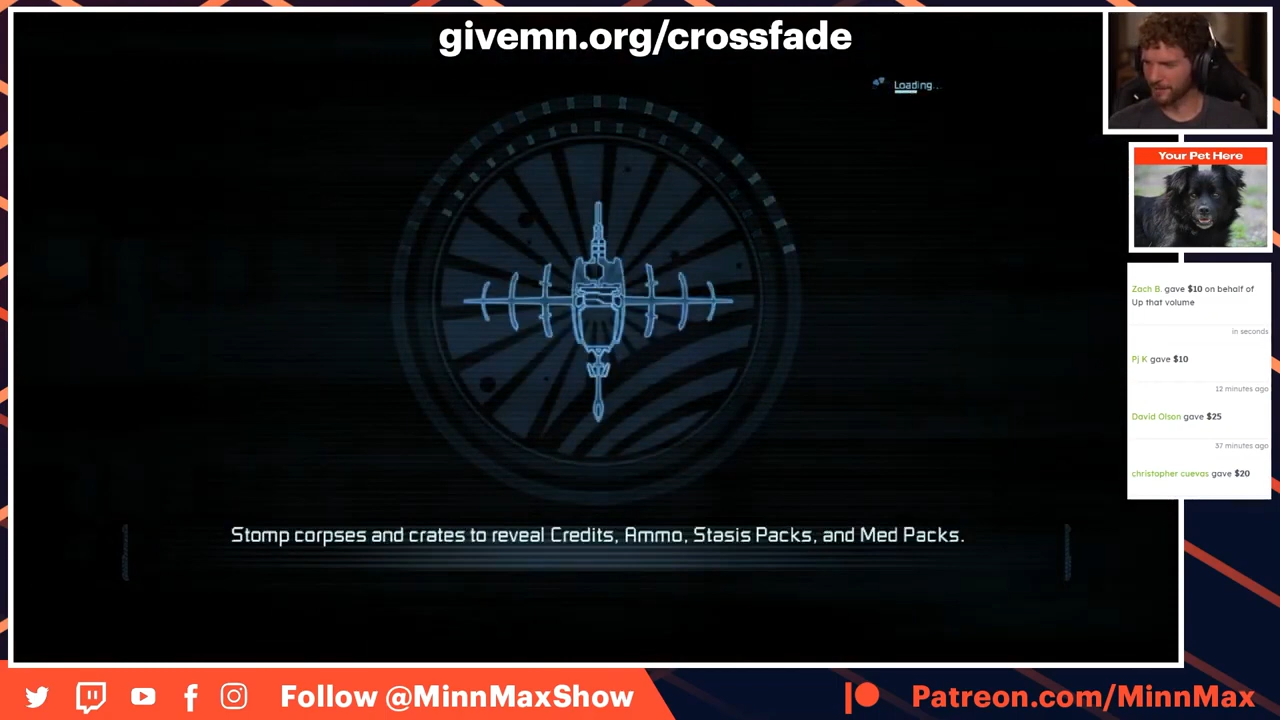 givemn.org/crossfade
Loading...
Your Pet Here
Zach B. gave $10 on behalf of
Up that volume
in seconds
Pj K gave $10
12 minutes ago
David Olson gave $25
37 minutes ago
christopher cuevas gave $20
Stomp corpses and crates to reveal Credits, Ammo, Stasis Packs, and Med Packs.
Follow @MinnMaxShow
Patreon.com/MinnMax